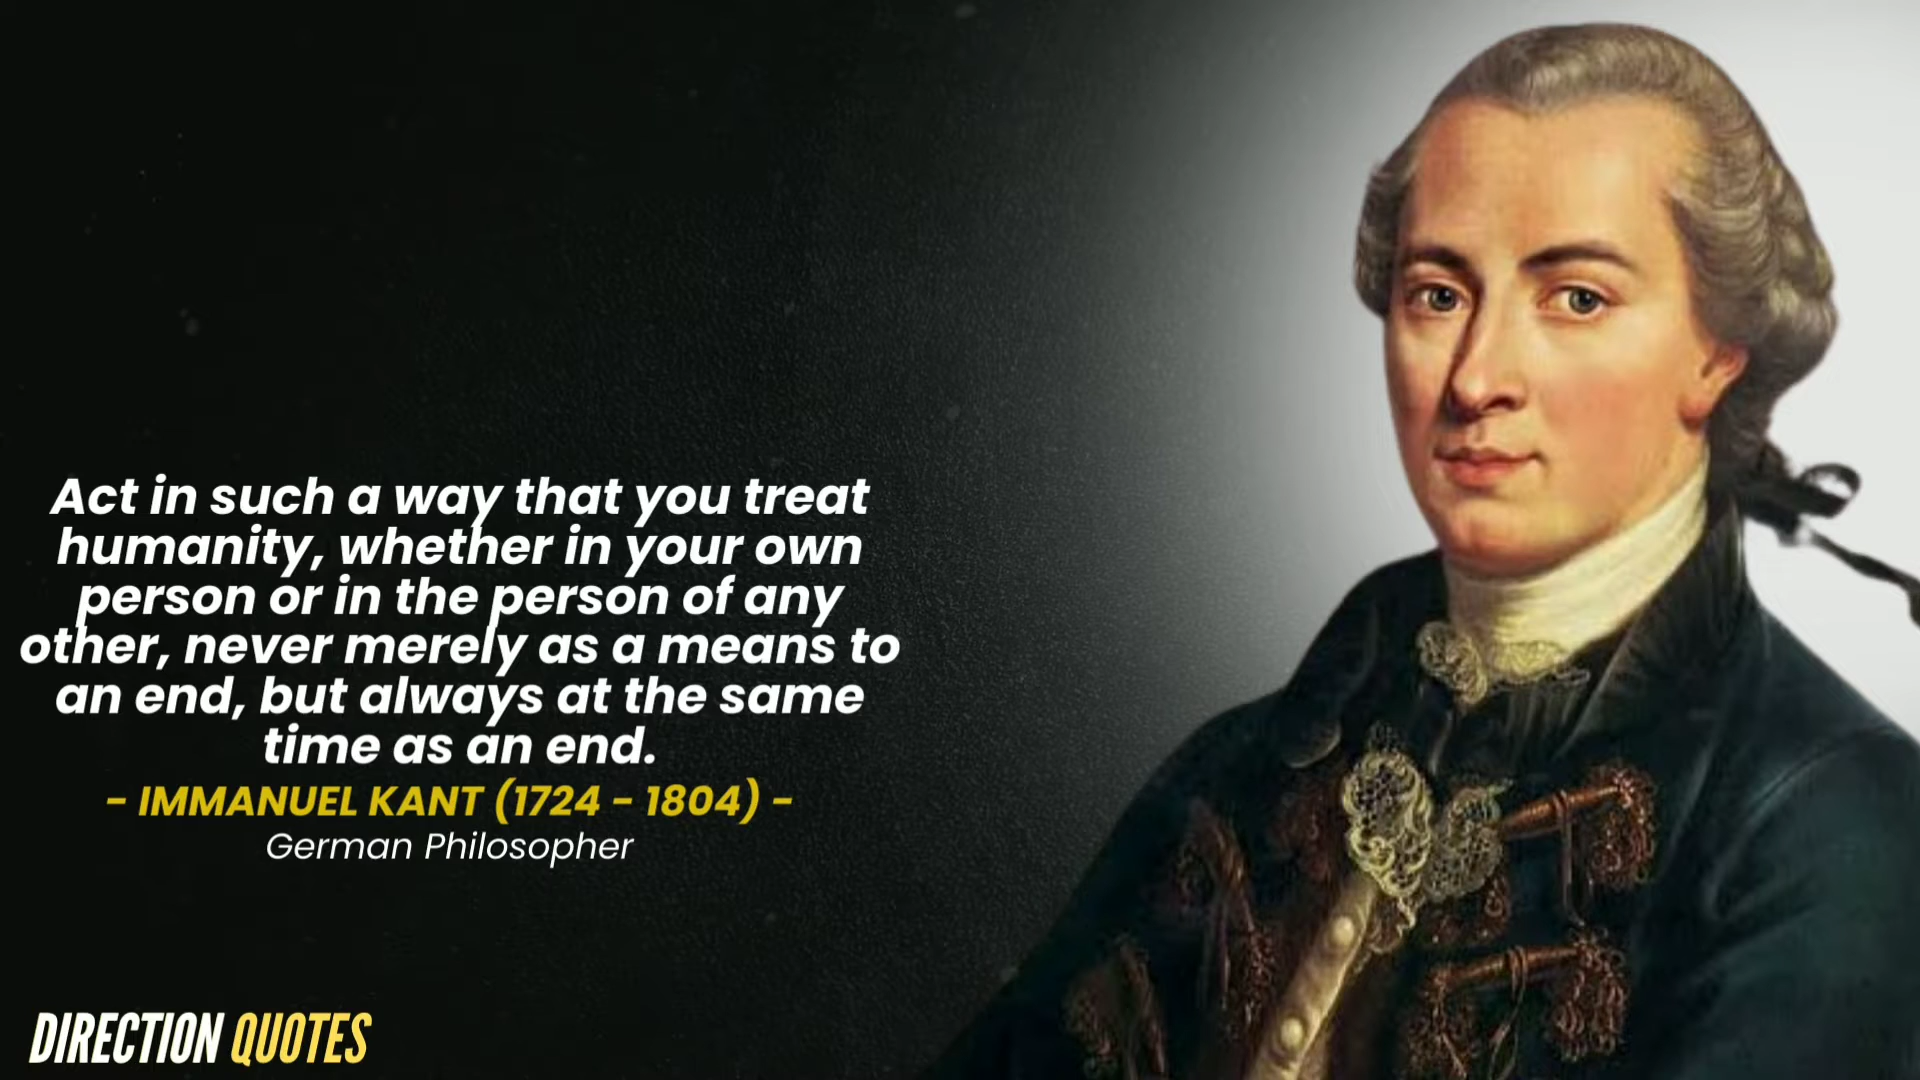 Act in such a way that you treat
humanity, whether in your own
person or in the person of any
other, never merely as a means to
an end, but always at the same
time as an end.
- IMMANUEL KANT (1724 - 1804) -
German Philosopher
DIRECTION QUOTES